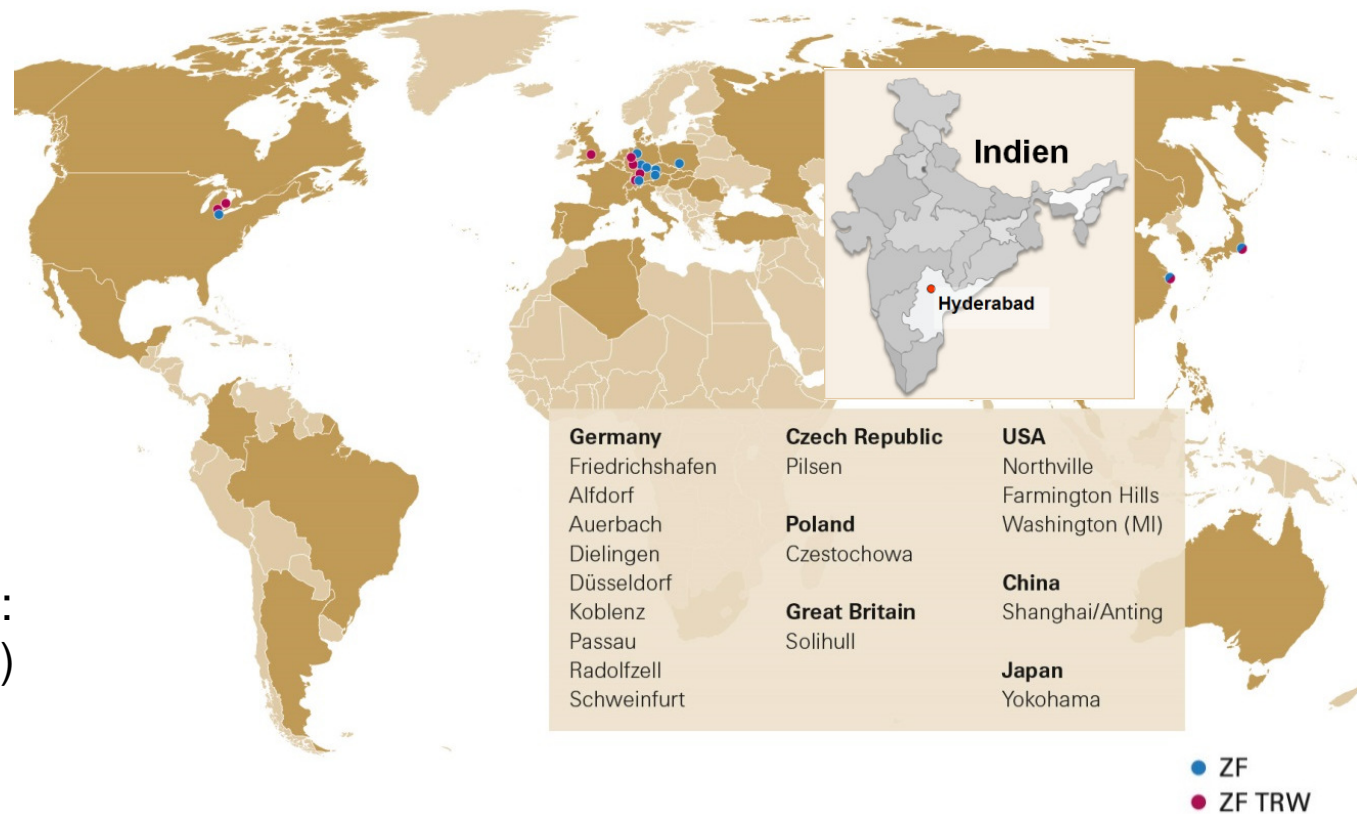 Indien
Hyderabad
Germany
Friedrichshafen
Alfdorf
Auerbach
Dielingen
Düsseldorf
Koblenz
Passau
Radolfzell
Schweinfurt
Czech Republic
Pilsen
Poland
Czestochowa
Great Britain
Solihull
USA
Northville
Farmington Hills
Washington (MI)
China
Shanghai/Anting
Japan
Yokohama
:
)
ZF
ZF TRW